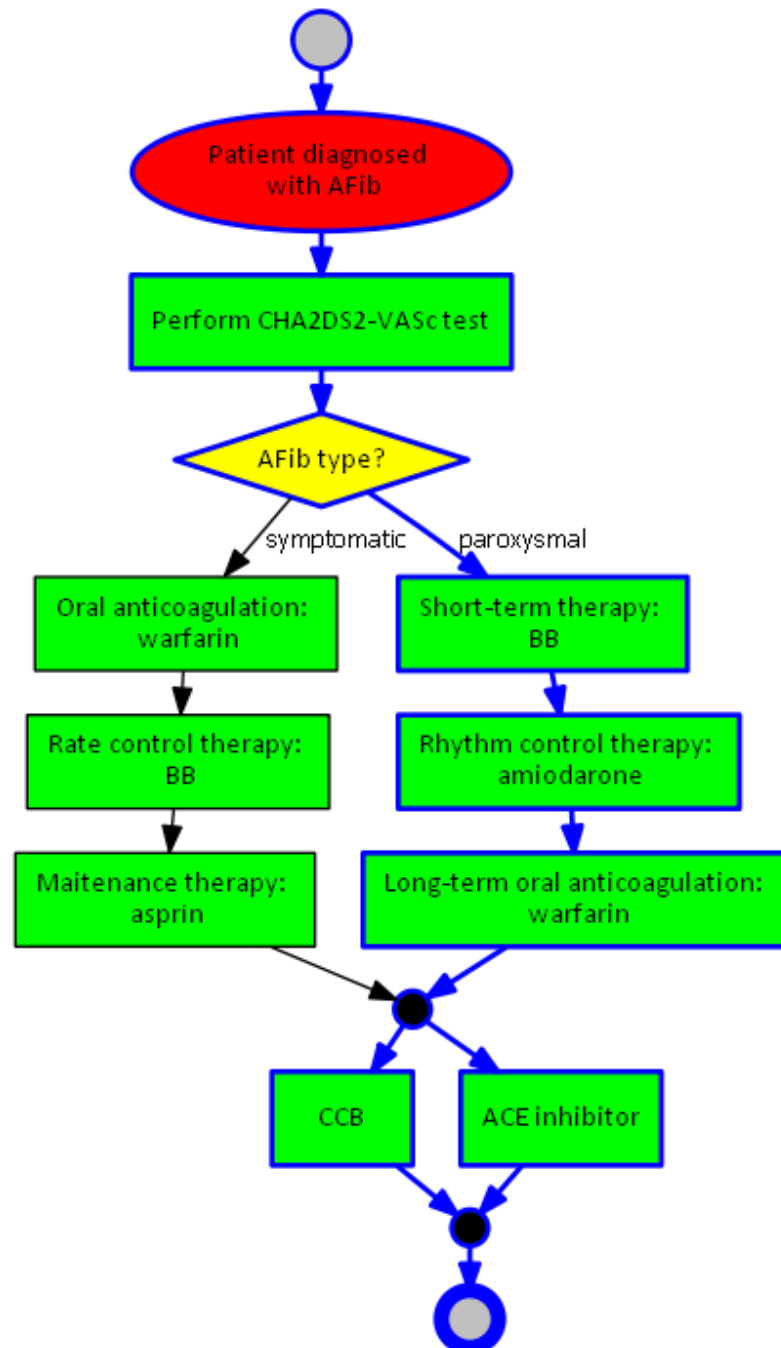 Patient diagnosed
with AFib
Perform CHA2DS2-VASc test
AFib type?
symptomatic
paroxysmal
Oral anticoagulation:
warfarin
Short-term therapy:
BB
Rate control therapy:
BB
Rhythm control therapy:
amiodarone
Maitenance therapy:
asprin
Long-term oral anticoagulation:
warfarin
CCB
ACE inhibitor